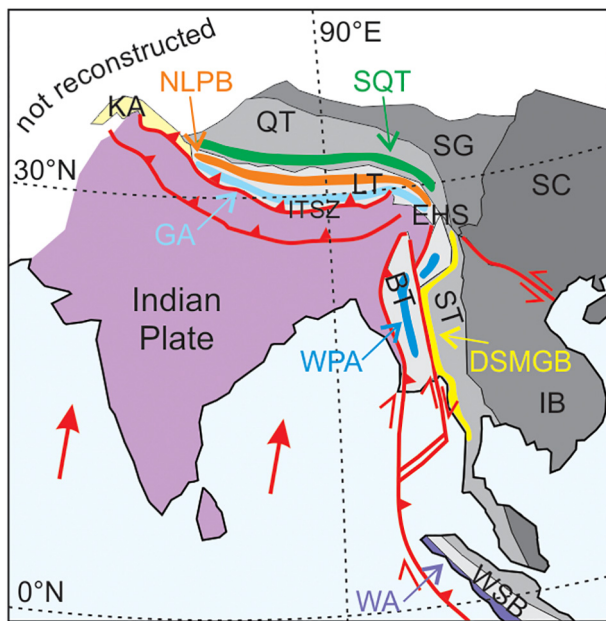 90°E
not reconstructed
NLPB
SQT
KA
QT
SG
30°N
LT
SC
ITSZ
EHS
GA
BT
ST
Indian
Plate
WPA
DSMGB
IB
0°N
WA
WSB